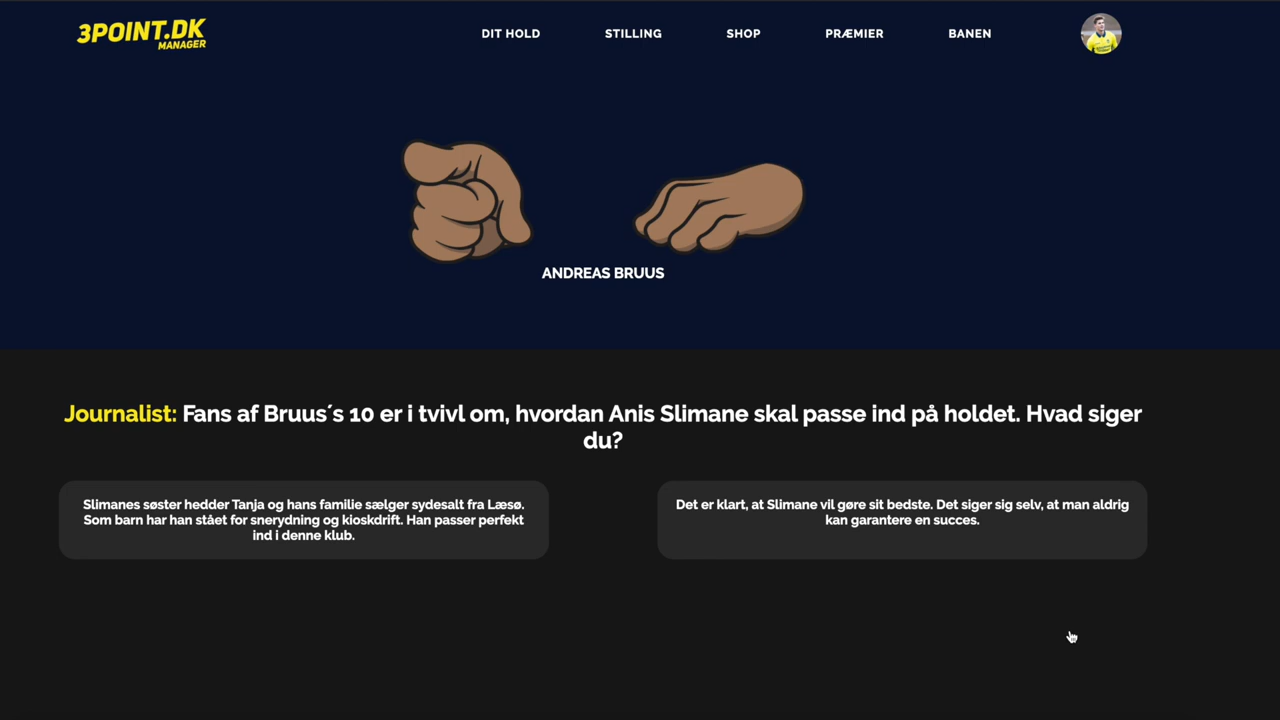 3POINT.DK
MANAGER
DIT HOLD
STILLING
SHOP
PRÆMIER
BANEN
ANDREAS BRUUS
Journalist: Fans af Bruus´s 10 er i tvivl om, hvordan Anis Slimane skal passe ind på holdet. Hvad siger
du?
Slimanes søster hedder Tanja og hans familie sælger sydesalt fra Læsø.
Som barn har han stået for snerydning og kioskdrift. Han passer perfekt
ind i denne klub.
Det er klart, at Slimane vil gøre sit bedste. Det siger sig selv, at man aldrig
kan garantere en succes.